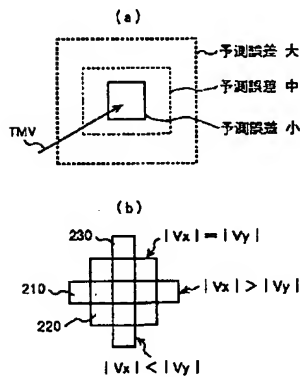 (a)
予測誤差 大
予測誤差 中
TMV
予測誤差 小
(b)
230
|Vx|=|Vy|
210
|Vx|>|Vy|
220
|Vx|<|Vy|